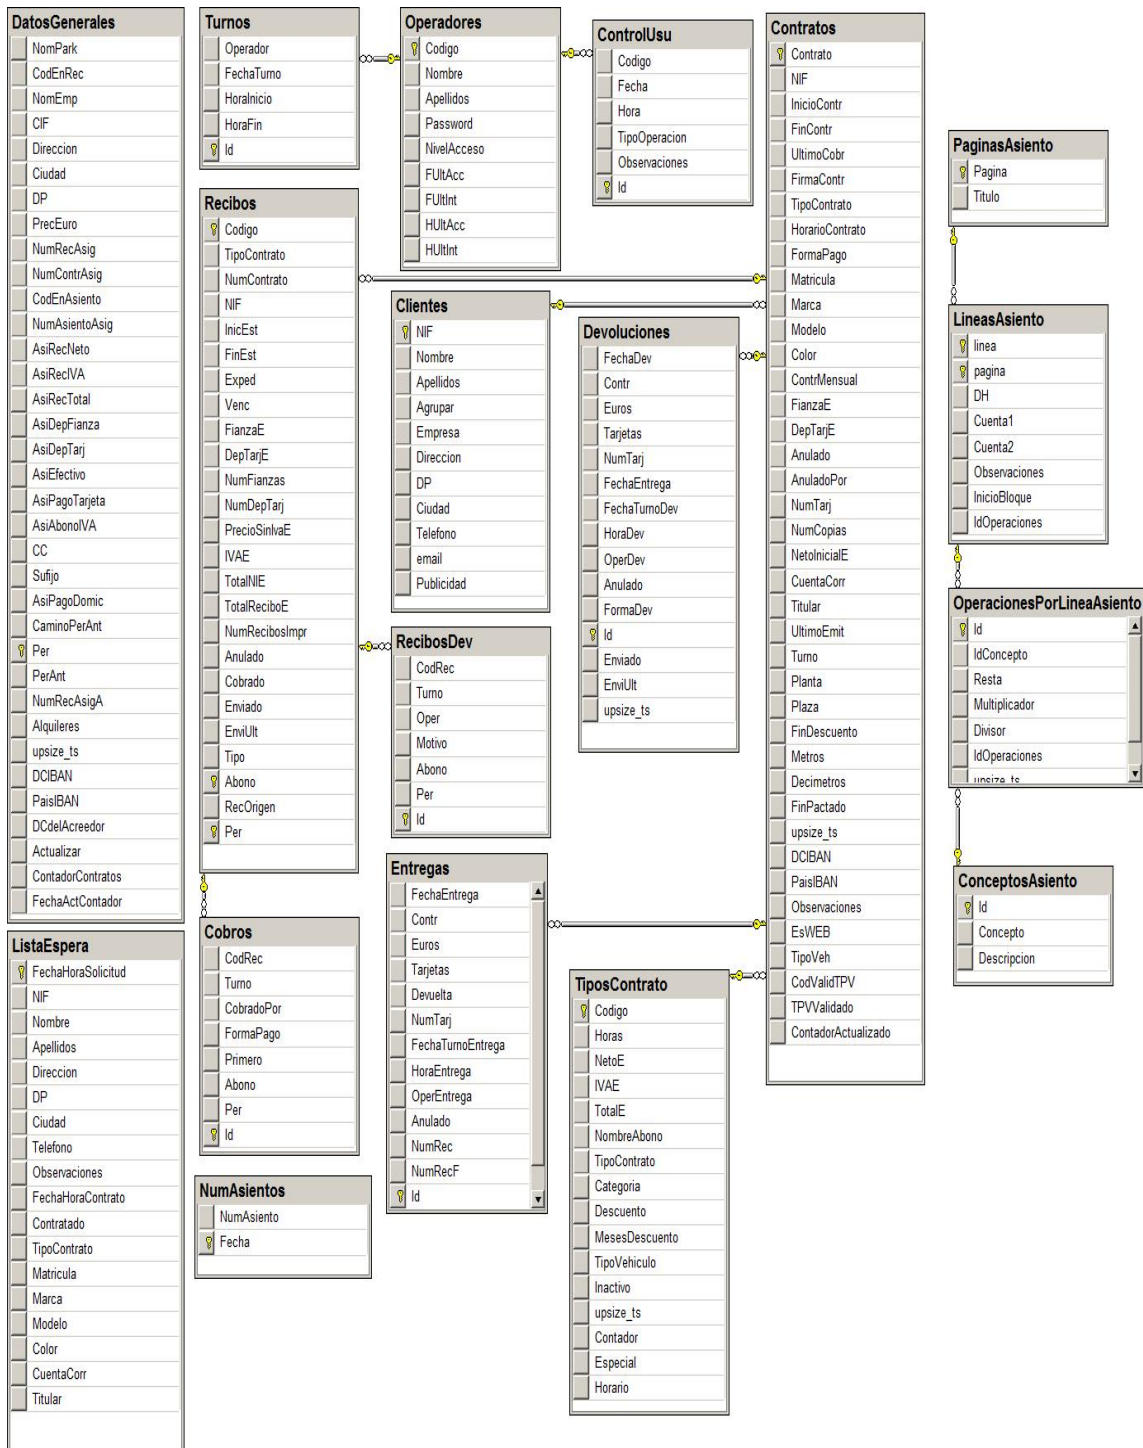 DatosGenerales
NomPark
CodEnRec
NomEmp
CIF
Direccion
Ciudad
DP
PrecEuro
NumRecAsig
NumContrAsig
CodEnAsiento
NumAsientoAsig
AsiRecNeto
AsiRecIVA
AsiRecTotal
AsiDepFianza
AsiDepTarj
AsiEfectivo
AsiPagoTarjeta
AsiAbonoIVA
CC
Sufijo
AsiPagoDomic
CaminoPerAnt
Per
PerAnt
NumRecAsigA
Alquileres
upsize_ts
DCIBAN
PaisIBAN
DCdelAcreedor
Actualizar
ContadorContratos
FechaActContador
ListaEspera
FechaHoraSolicitud
NIF
Nombre
Apellidos
Direccion
DP
Ciudad
Telefono
Observaciones
FechaHoraContrato
Contratado
TipoContrato
Matricula
Marca
Modelo
Color
CuentaCorr
Titular
Turnos
Operador
FechaTurno
HoraInicio
HoraFin
Id
Recibos
Codigo
TipoContrato
NumContrato
NIF
InicEst
FinEst
Exped
Venc
FianzaE
DepTarjE
NumFianzas
NumDepTarj
PrecioSinIvaE
IVAE
TotalNIE
TotalReciboE
NumRecibosImpr
Anulado
Cobrado
Enviado
EnviUlt
Tipo
Abono
RecOrigen
Per
Cobros
CodRec
Turno
CobradoPor
FormaPago
Primero
Abono
Per
Id
NumAsientos
NumAsiento
Fecha
Operadores
Codigo
Nombre
Apellidos
Password
NivelAcceso
FUltAcc
FUltInt
HUltAcc
HUltInt
Clientes
NIF
Nombre
Apellidos
Agrupar
Empresa
Direccion
DP
Ciudad
Telefono
email
Publicidad
RecibosDev
CodRec
Turno
Oper
Motivo
Abono
Per
Id
Entregas
FechaEntrega
Contr
Euros
Tarjetas
Devuelta
NumTarj
FechaTurnoEntrega
HoraEntrega
OperEntrega
Anulado
NumRec
NumRecF
Id
ControlUsu
Codigo
Fecha
Hora
TipoOperacion
Observaciones
Id
Devoluciones
FechaDev
Contr
Euros
Tarjetas
NumTarj
FechaEntrega
FechaTurnoDev
HoraDev
OperDev
Anulado
FormaDev
Id
Enviado
EnviUlt
upsize_ts
TiposContrato
Codigo
Horas
NetoE
IVAE
TotalE
NombreAbono
TipoContrato
Categoria
Descuento
MesesDescuento
TipoVehiculo
Inactivo
upsize_ts
Contador
Especial
Horario
Contratos
Contrato
NIF
InicioContr
FinContr
UltimoCobr
FirmaContr
TipoContrato
HorarioContrato
FormaPago
Matricula
Marca
Modelo
Color
ContrMensual
FianzaE
DepTarjE
Anulado
AnuladoPor
NumTarj
NumCopias
NetoInicialE
CuentaCorr
Titular
UltimoEmit
Turno
Planta
Plaza
FinDescuento
Metros
Decimetros
FinPactado
upsize_ts
DCIBAN
PaisIBAN
Observaciones
EsWEB
TipoVeh
CodValidTPV
TPVValidado
ContadorActualizado
PaginasAsiento
Pagina
Titulo
LineasAsiento
linea
pagina
DH
Cuenta1
Cuenta2
Observaciones
InicioBloque
IdOperaciones
OperacionesPorLineaAsiento
Id
IdConcepto
Resta
Multiplicador
Divisor
IdOperaciones
upsize_ts
ConceptosAsiento
Id
Concepto
Descripcion